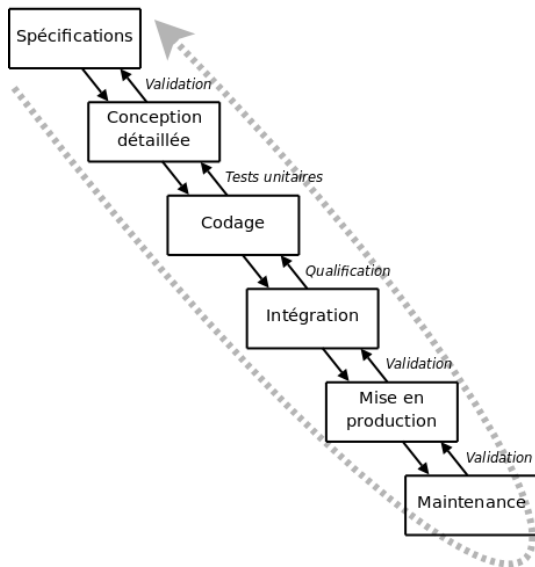 Spécifications
Validation
Conception
détaillée
Tests unitaires
Codage
Qualification
Intégration
Validation
Mise en
production
Validation
Maintenance